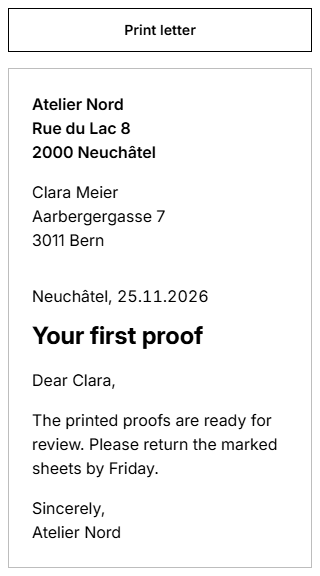 Print letter
Atelier Nord
Rue du Lac 8
2000 Neuchâtel
Clara Meier
Aarbergergasse 7
3011 Bern
Neuchâtel, 25.11.2026
Your first proof
Dear Clara,
The printed proofs are ready for
review. Please return the marked
sheets by Friday.
Sincerely,
Atelier Nord